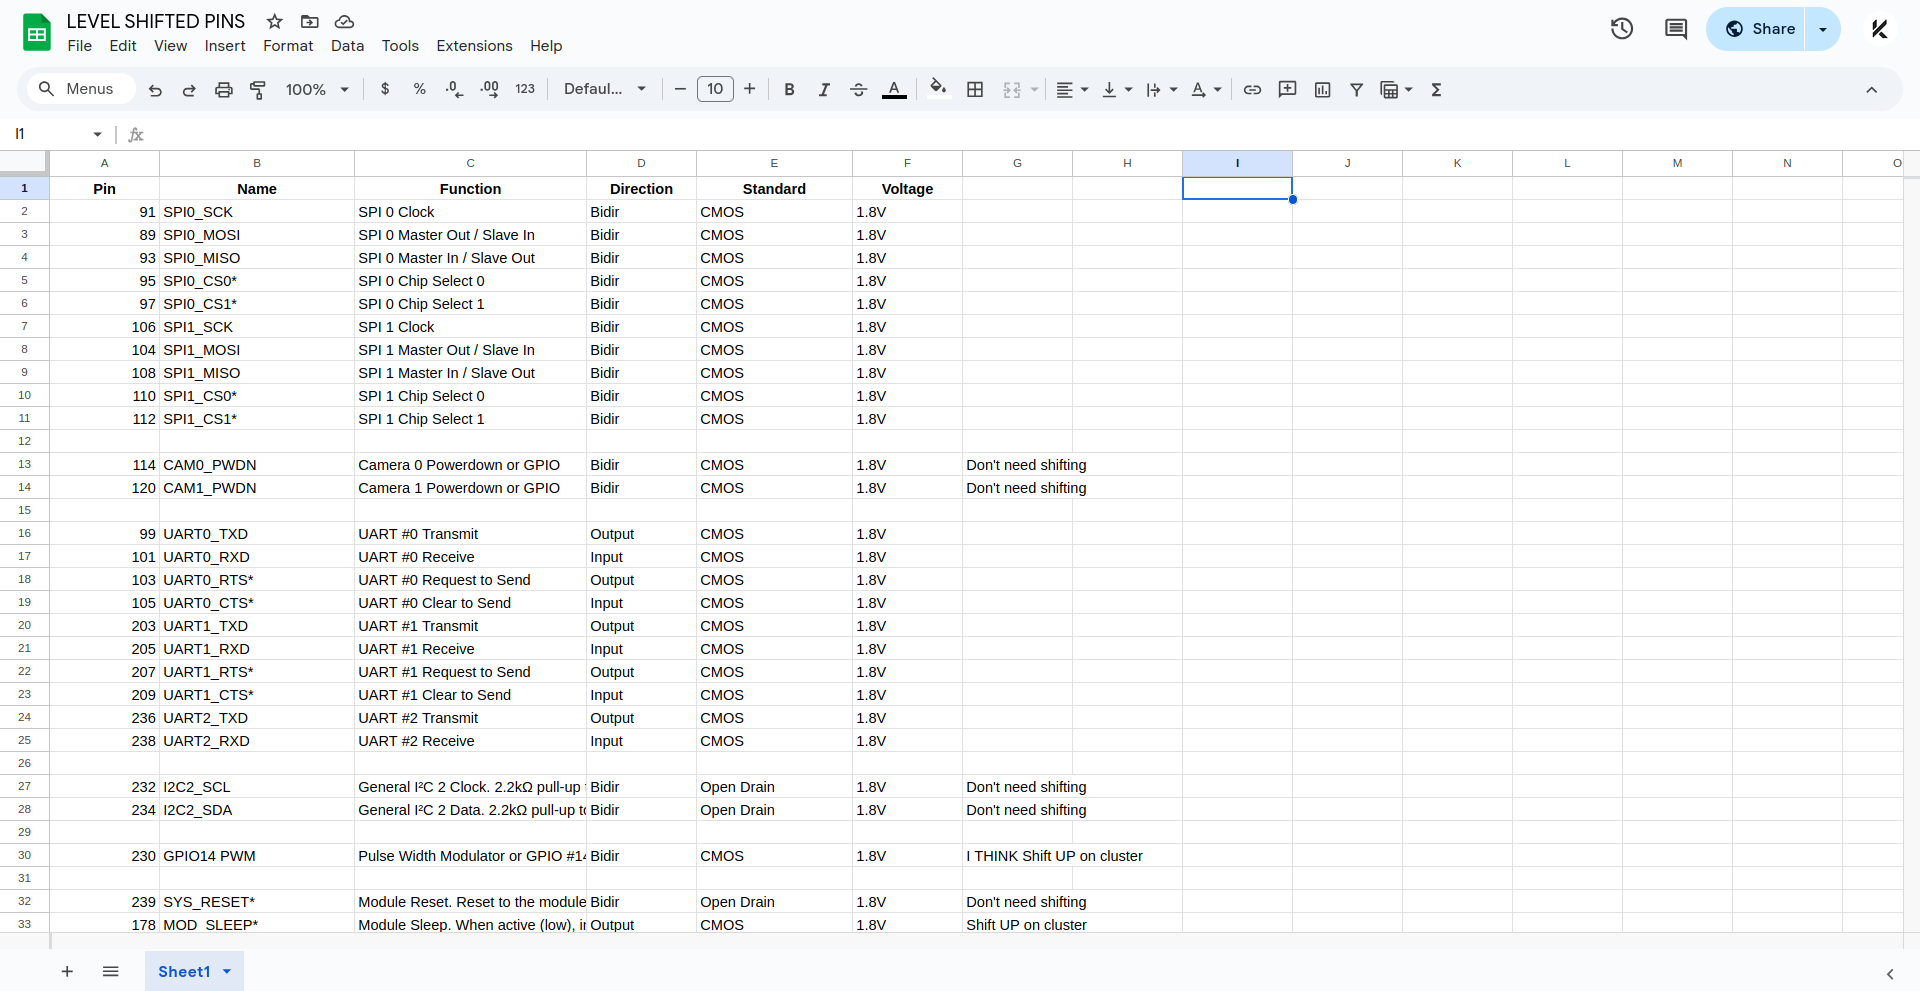 LEVEL SHIFTED PINS
File Edit View Insert Format Data Tools Extensions Help
Share
Menus 100% $ % .0 .00 123 Defaul... 10 B I A
I1 fx
A B C D E F G H I J K L M N O
1 Pin Name Function Direction Standard Voltage
2 91 SPI0_SCK SPI 0 Clock Bidir CMOS 1.8V
3 89 SPI0_MOSI SPI 0 Master Out / Slave In Bidir CMOS 1.8V
4 93 SPI0_MISO SPI 0 Master In / Slave Out Bidir CMOS 1.8V
5 95 SPI0_CS0* SPI 0 Chip Select 0 Bidir CMOS 1.8V
6 97 SPI0_CS1* SPI 0 Chip Select 1 Bidir CMOS 1.8V
7 106 SPI1_SCK SPI 1 Clock Bidir CMOS 1.8V
8 104 SPI1_MOSI SPI 1 Master Out / Slave In Bidir CMOS 1.8V
9 108 SPI1_MISO SPI 1 Master In / Slave Out Bidir CMOS 1.8V
10 110 SPI1_CS0* SPI 1 Chip Select 0 Bidir CMOS 1.8V
11 112 SPI1_CS1* SPI 1 Chip Select 1 Bidir CMOS 1.8V
12
13 114 CAM0_PWDN Camera 0 Powerdown or GPIO Bidir CMOS 1.8V Don't need shifting
14 120 CAM1_PWDN Camera 1 Powerdown or GPIO Bidir CMOS 1.8V Don't need shifting
15
16 99 UART0_TXD UART #0 Transmit Output CMOS 1.8V
17 101 UART0_RXD UART #0 Receive Input CMOS 1.8V
18 103 UART0_RTS* UART #0 Request to Send Output CMOS 1.8V
19 105 UART0_CTS* UART #0 Clear to Send Input CMOS 1.8V
20 203 UART1_TXD UART #1 Transmit Output CMOS 1.8V
21 205 UART1_RXD UART #1 Receive Input CMOS 1.8V
22 207 UART1_RTS* UART #1 Request to Send Output CMOS 1.8V
23 209 UART1_CTS* UART #1 Clear to Send Input CMOS 1.8V
24 236 UART2_TXD UART #2 Transmit Output CMOS 1.8V
25 238 UART2_RXD UART #2 Receive Input CMOS 1.8V
26
27 232 I2C2_SCL General I²C 2 Clock. 2.2kΩ pull-up Bidir Open Drain 1.8V Don't need shifting
28 234 I2C2_SDA General I²C 2 Data. 2.2kΩ pull-up to Bidir Open Drain 1.8V Don't need shifting
29
30 230 GPIO14 PWM Pulse Width Modulator or GPIO #14 Bidir CMOS 1.8V I THINK Shift UP on cluster
31
32 239 SYS_RESET* Module Reset. Reset to the module Bidir Open Drain 1.8V Don't need shifting
33 178 MOD_SLEEP* Module Sleep. When active (low), Output CMOS 1.8V Shift UP on cluster
Sheet1